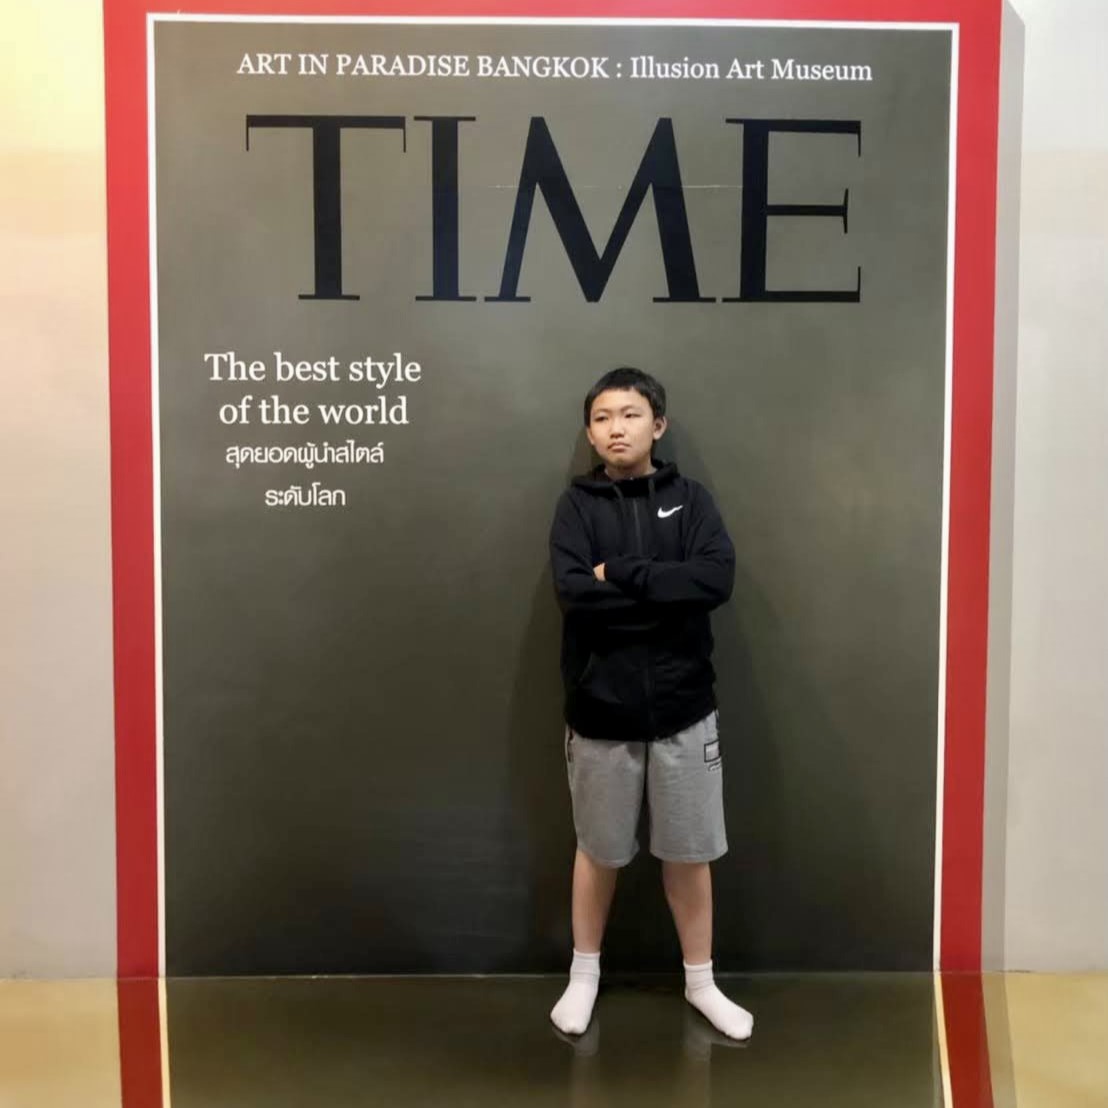 ART IN PARADISE BANGKOK : Illusion Art Museum
TIME
The best style
of the world
สุดยอดผู้นำสไตล์
ระดับโลก